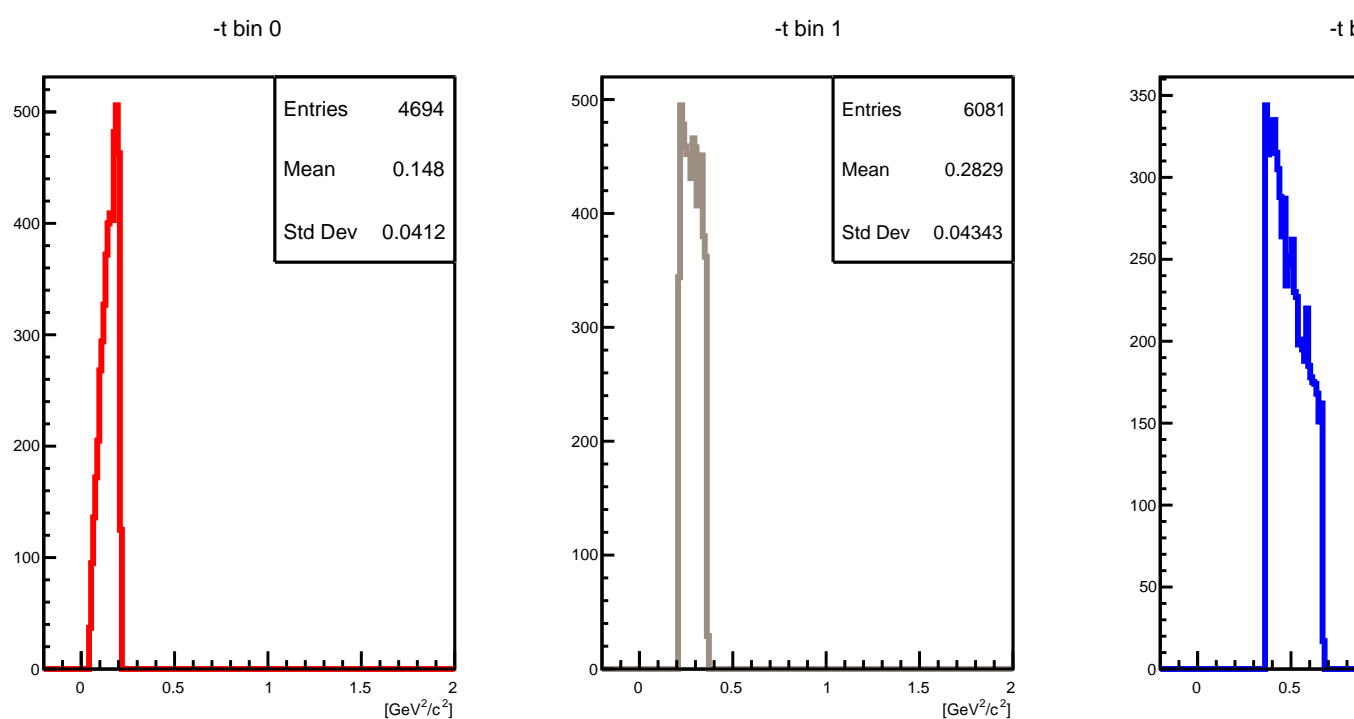 -t bin 0
Entries 4694
Mean 0.148
Std Dev 0.0412
500
400
300
200
100
0
0 0.5 1 1.5 2
[GeV²/c²]
-t bin 1
Entries 6081
Mean 0.2829
Std Dev 0.04343
500
400
300
200
100
0
0 0.5 1 1.5 2
[GeV²/c²]
-t
350
300
250
200
150
100
50
0
0 0.5